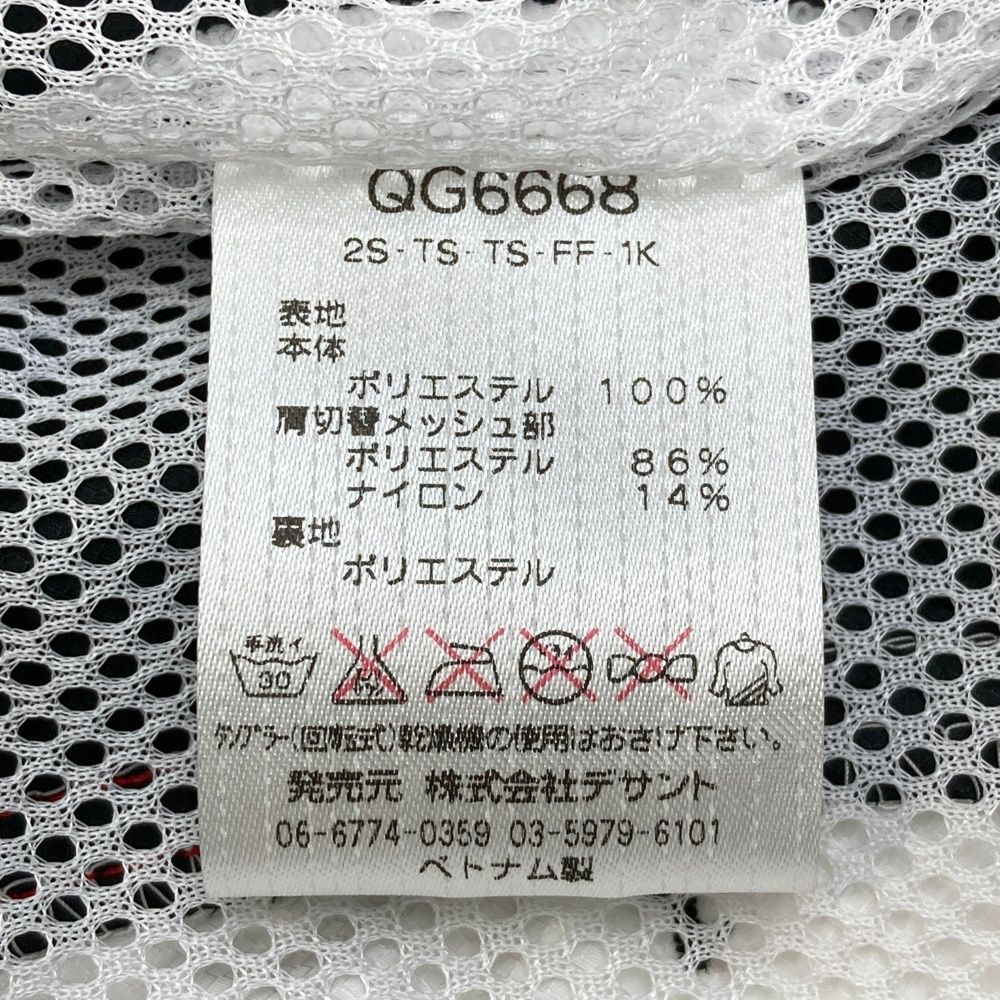 QG6668
2S-TS-TS-FF-1K
表地
本体
ポリエステル 100%
肩切替メッシュ部
ポリエステル 86%
ナイロン 14%
裏地
ポリエステル
手洗イ
30
タンブラー(回転式)乾燥機の使用はおさけ下さい。
発売元 株式会社デサント
06-6774-0359 03-5979-6101
ベトナム製